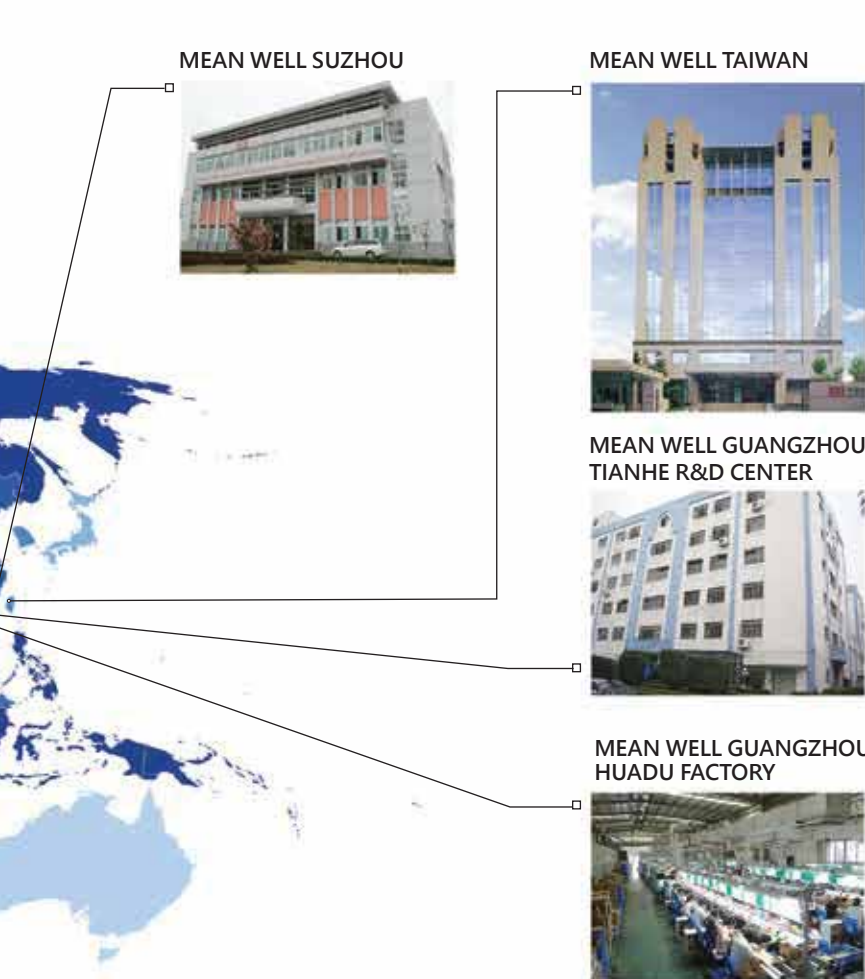 MEAN WELL SUZHOU
MEAN WELL TAIWAN
MEAN WELL GUANGZHOU
TIANHE R&D CENTER
MEAN WELL GUANGZHOU
HUADU FACTORY